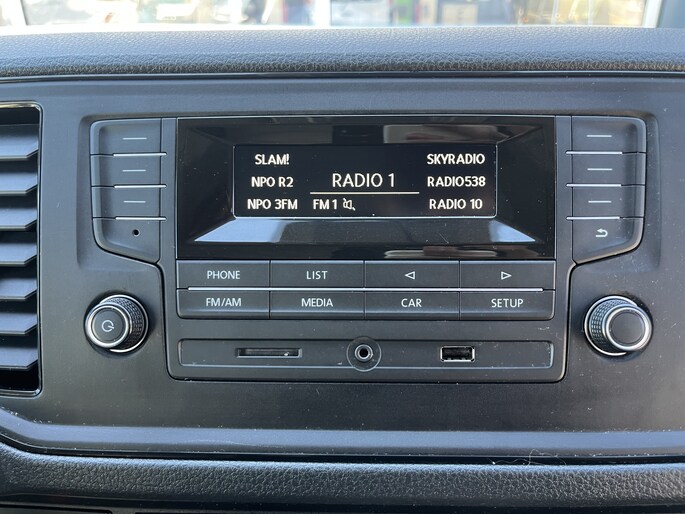 SLAM!
SKYRADIO
NPO R2
RADIO 1
RADIO538
NPO 3FM
FM 1
RADIO 10
PHONE
LIST
FM/AM
MEDIA
CAR
SETUP